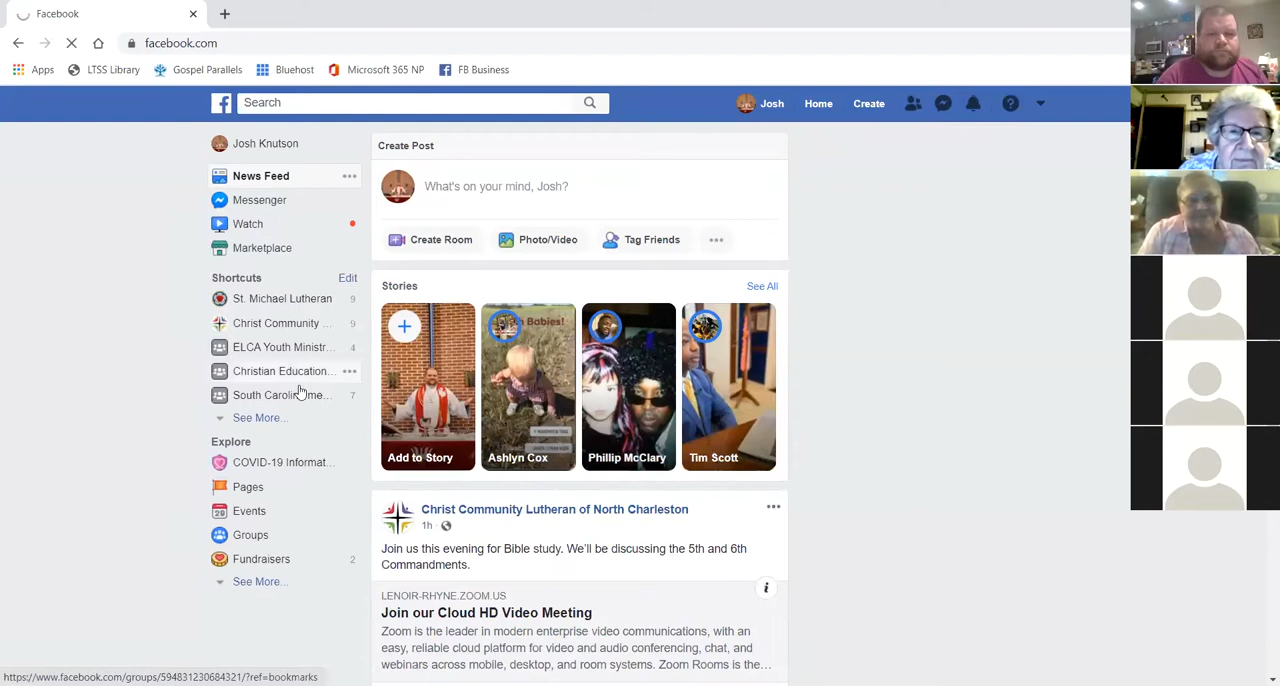 Facebook
facebook.com
Apps LTSS Library Gospel Parallels Bluehost Microsoft 365 NP FB Business
Search Josh Home Create
Josh Knutson
News Feed
Messenger
Watch
Marketplace
Shortcuts Edit
St. Michael Lutheran 9
Christ Community ... 9
ELCA Youth Ministr... 4
Christian Education...
South Carolin me... 7
See More...
Explore
COVID-19 Informat...
Pages
Events
Groups
Fundraisers 2
See More...
Create Post
What's on your mind, Josh?
Create Room Photo/Video Tag Friends
Stories See All
Babies!
Add to Story Ashlyn Cox Phillip McClary Tim Scott
Christ Community Lutheran of North Charleston
1h
Join us this evening for Bible study. We'll be discussing the 5th and 6th
Commandments.
LENOIR-RHYNE.ZOOM.US
Join our Cloud HD Video Meeting
Zoom is the leader in modern enterprise video communications, with an
easy, reliable cloud platform for video and audio conferencing, chat, and
webinars across mobile, desktop, and room systems. Zoom Rooms is the...
https://www.facebook.com/groups/594831230684321/?ref=bookmarks